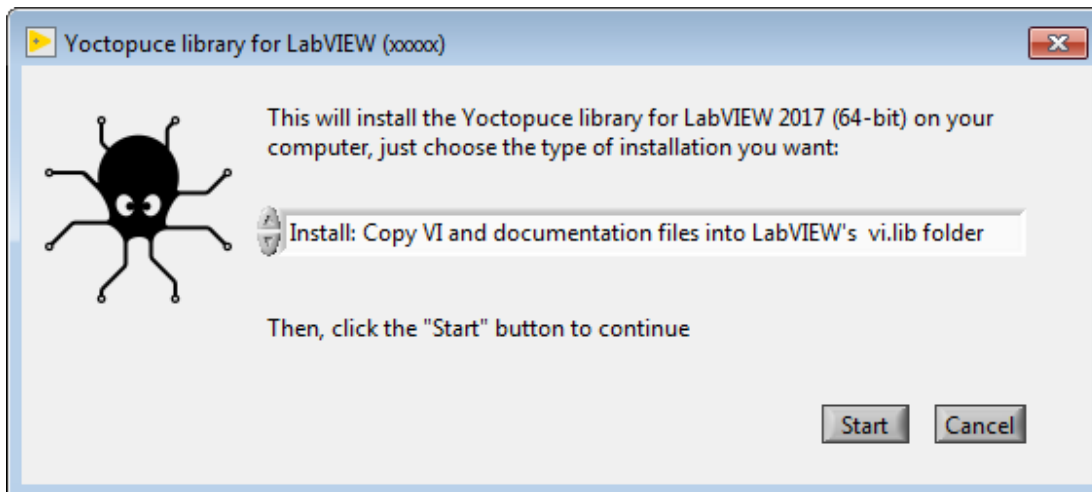 Yoctopuce library for LabVIEW (xxxxx)
This will install the Yoctopuce library for LabVIEW 2017 (64-bit) on your
computer, just choose the type of installation you want:
Install: Copy VI and documentation files into LabVIEW's  vi.lib folder
Then, click the "Start" button to continue
Start Cancel